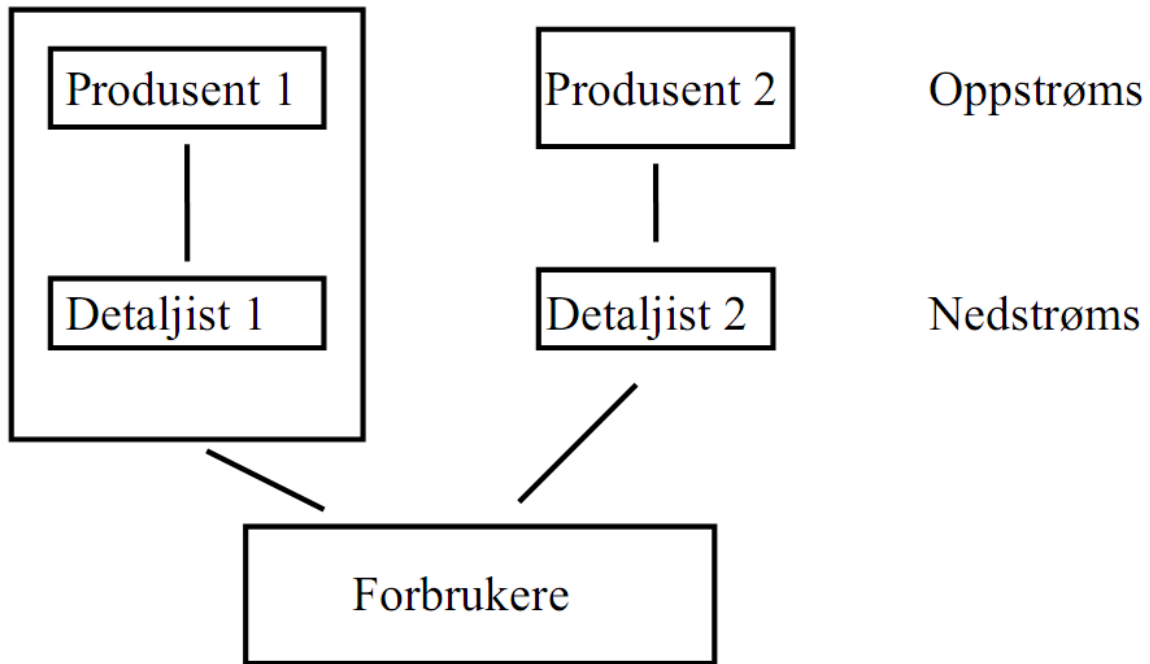 Produsent 1
Produsent 2
Oppstrøms
Detaljist 1
Detaljist 2
Nedstrøms
Forbrukere